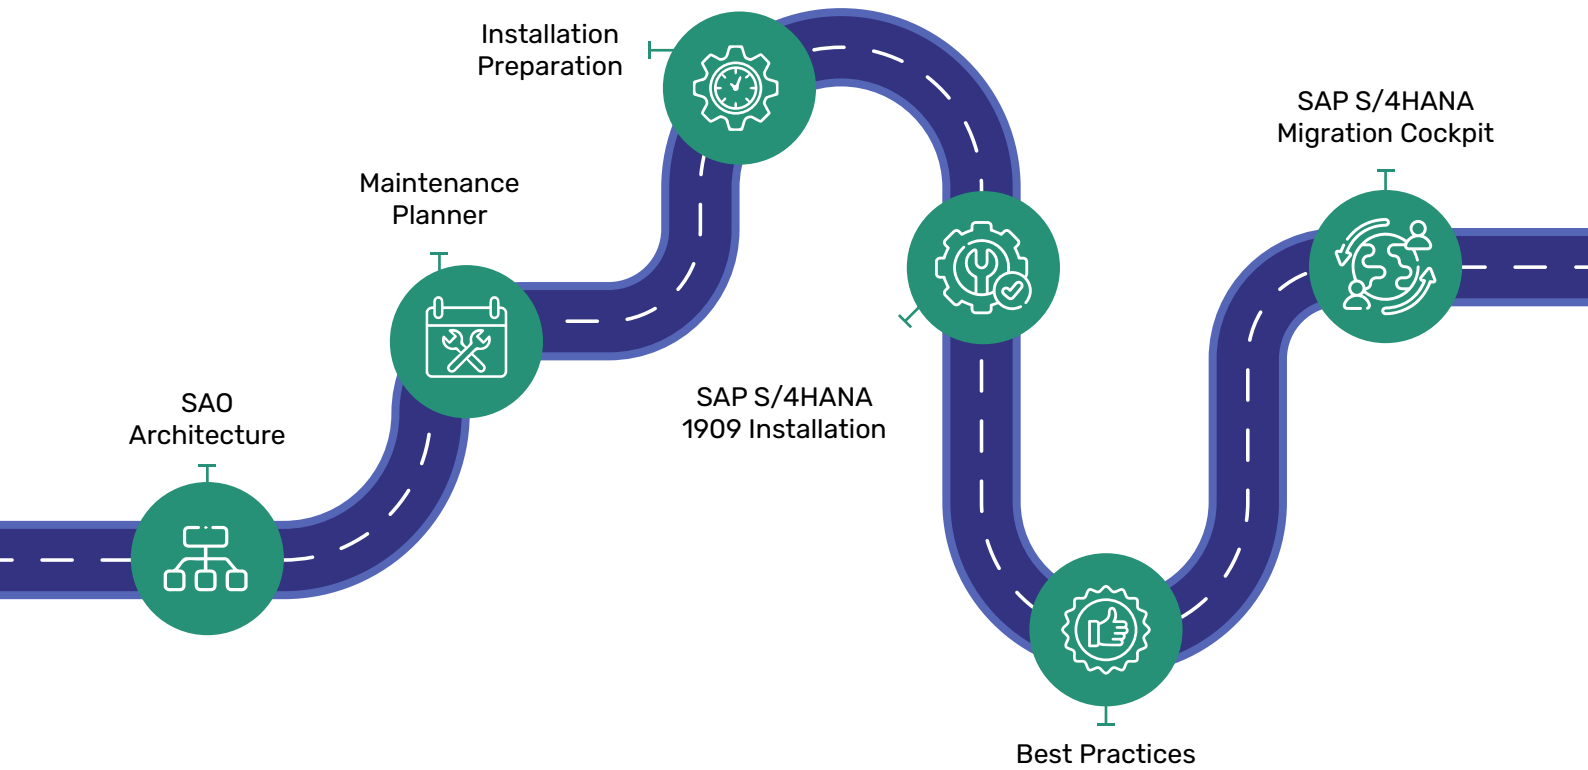 Installation
Preparation
SAP S/4HANA
Migration Cockpit
Maintenance
Planner
SAO
Architecture
SAP S/4HANA
1909 Installation
Best Practices